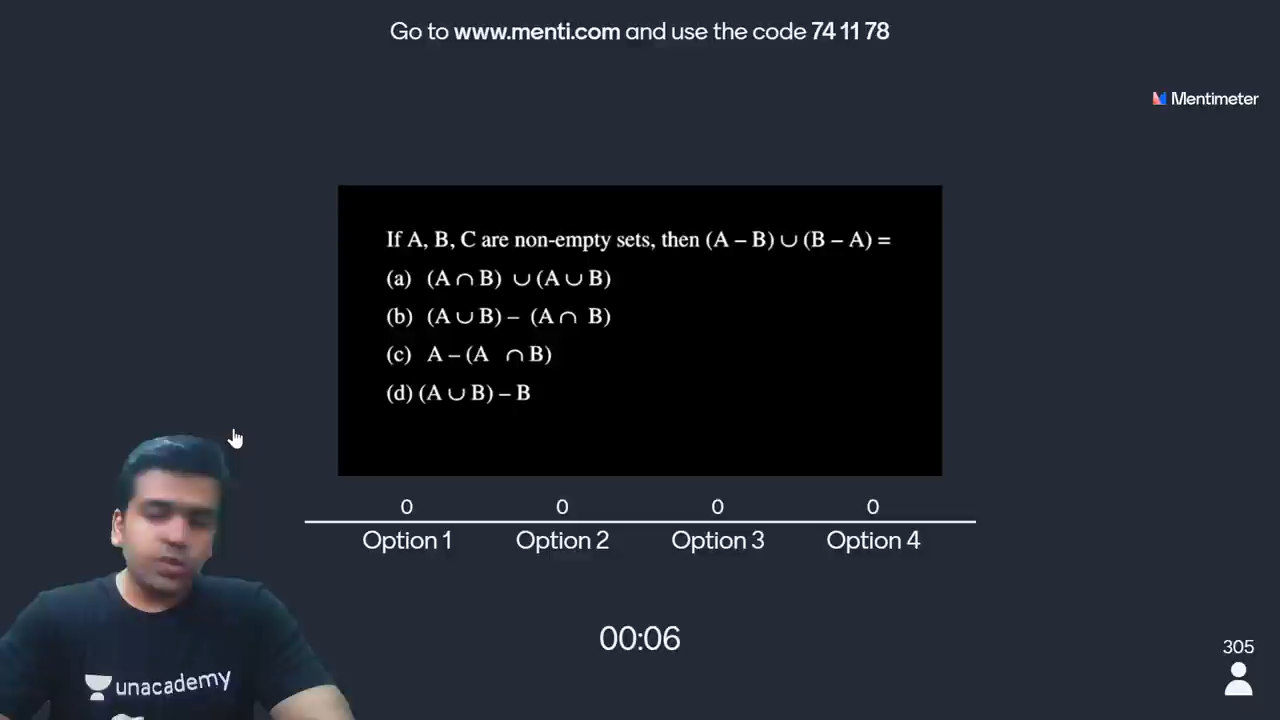 Go to www.menti.com and use the code 74 11 78
Mentimeter
If A, B, C are non-empty sets, then (A – B) ∪ (B – A) =
(a) (A ∩ B) ∪ (A ∪ B)
(b) (A ∪ B) – (A ∩ B)
(c) A – (A ∩ B)
(d) (A ∪ B) – B
0 0 0 0
Option 1 Option 2 Option 3 Option 4
00:06
305
unacademy